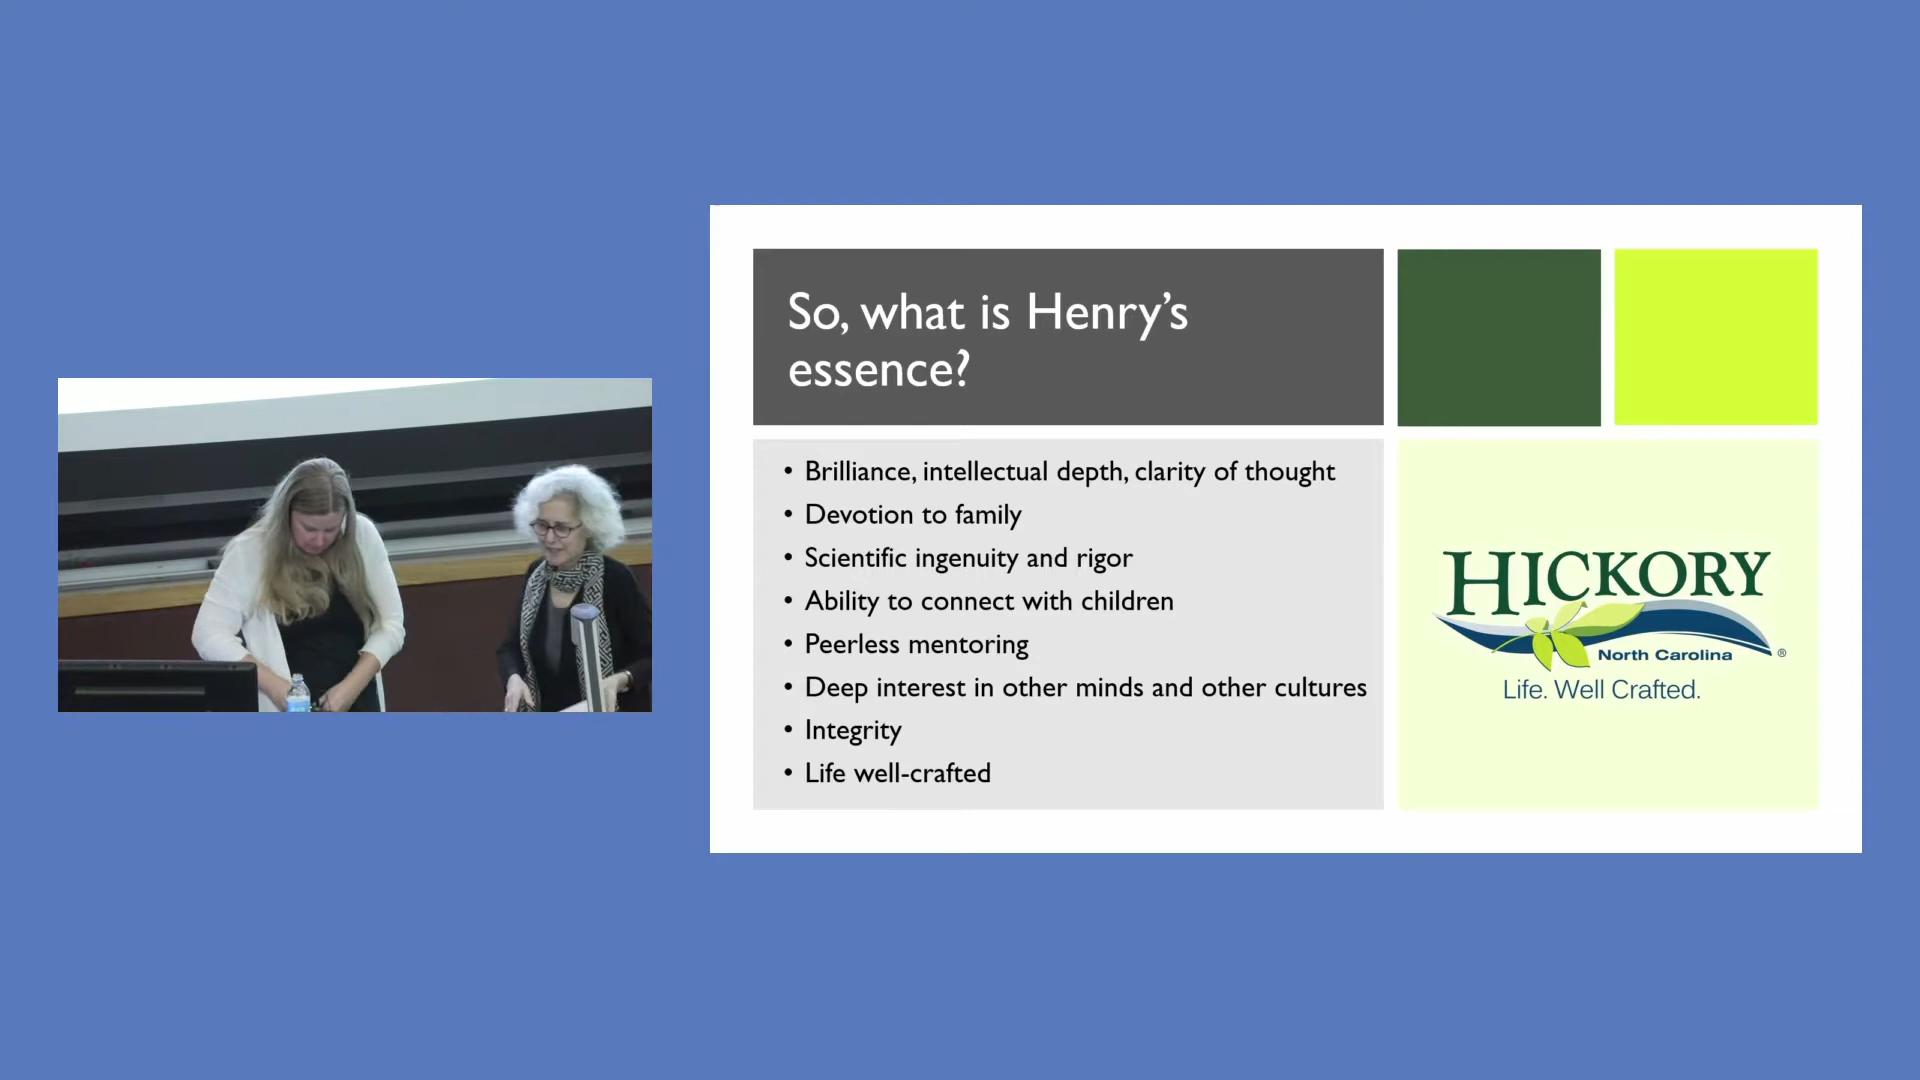 So, what is Henry’s
essence?
• Brilliance, intellectual depth, clarity of thought
• Devotion to family
• Scientific ingenuity and rigor
• Ability to connect with children
• Peerless mentoring
• Deep interest in other minds and other cultures
• Integrity
• Life well-crafted
HICKORY
North Carolina ®
Life. Well Crafted.